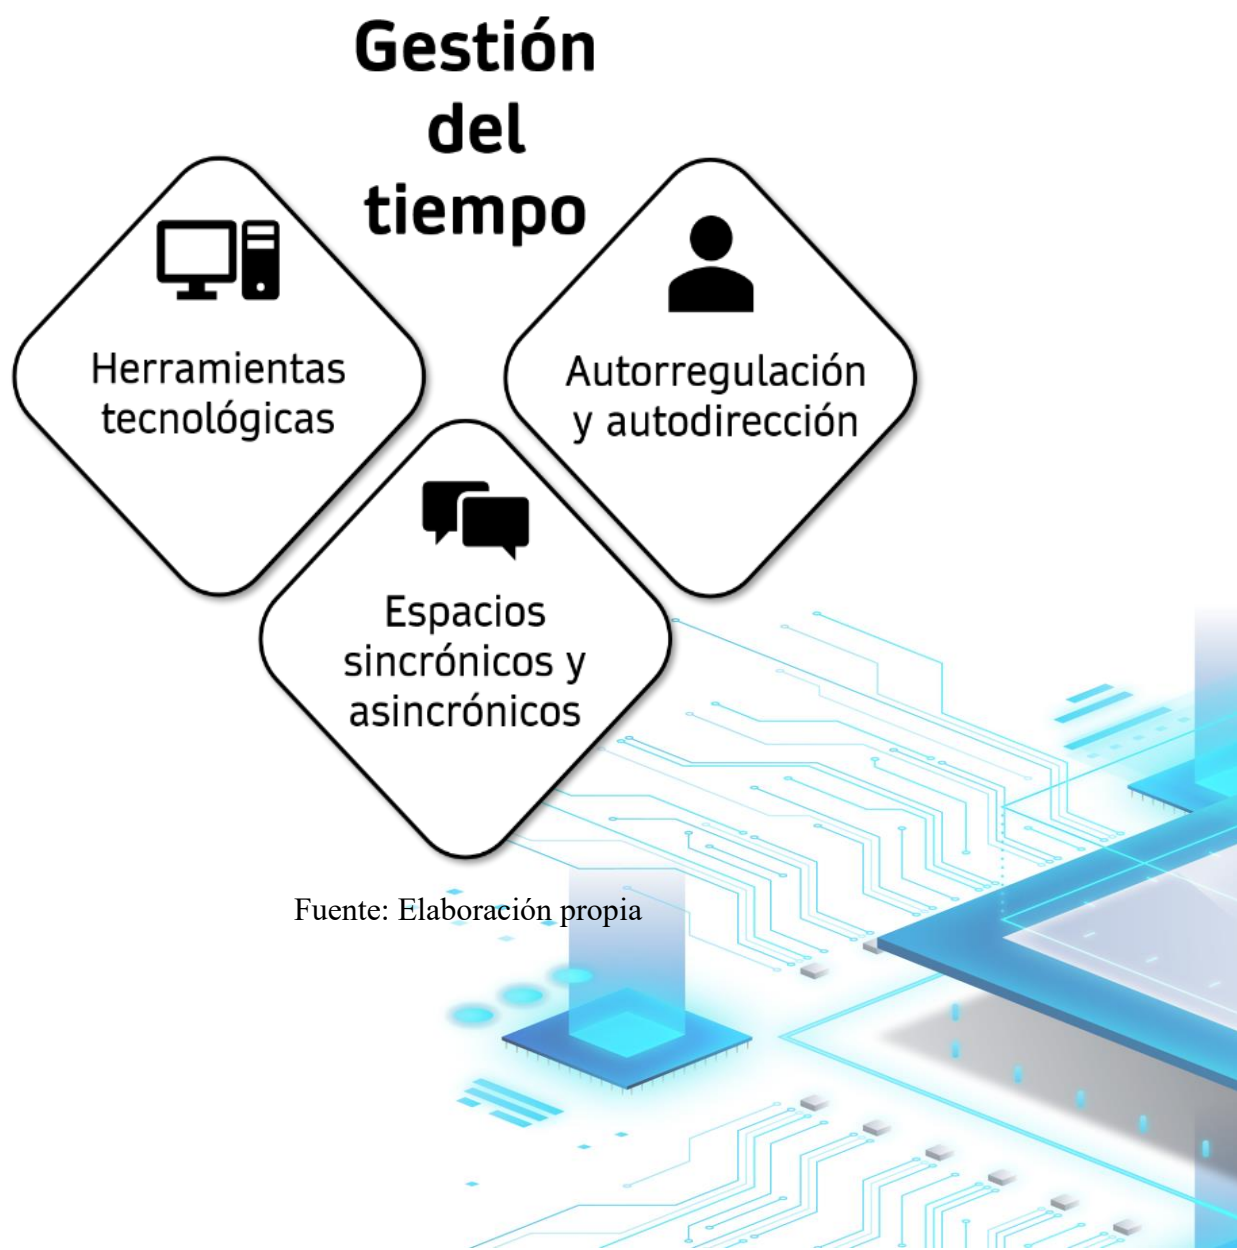 Gestión
del
tiempo
Herramientas
tecnológicas
Autorregulación
y autodirección
Espacios
sincrónicos y
asincrónicos
Fuente: Elaboración propia